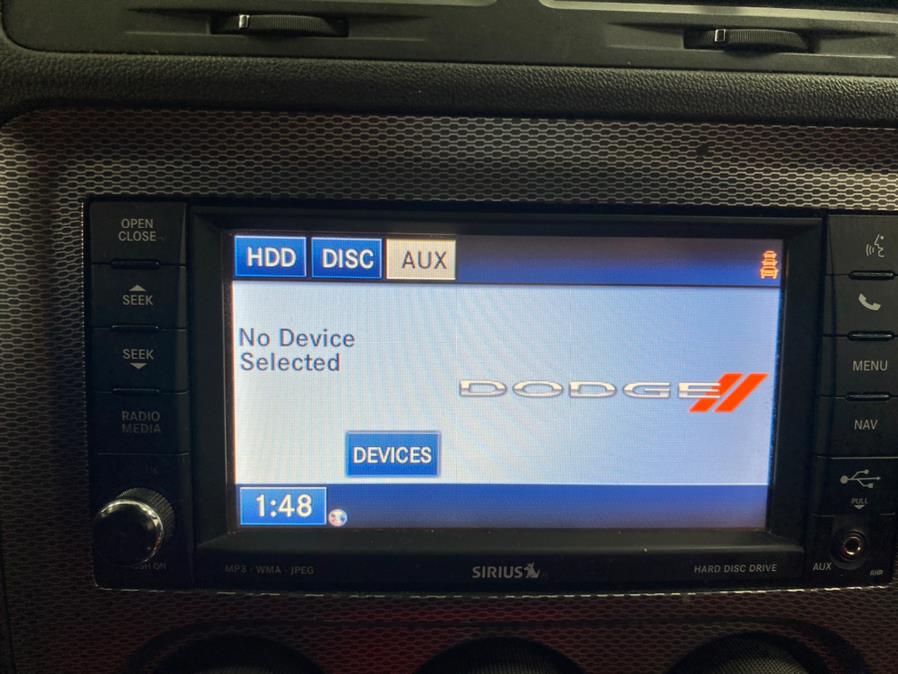 OPEN
CLOSE
SEEK
SEEK
RADIO
MEDIA
HDD
DISC
AUX
No Device
Selected
DODGE
DEVICES
1:48
MENU
NAV
PULL
AUX
RHR
MP3 · WMA · JPEG
SIRIUS
HARD DISC DRIVE